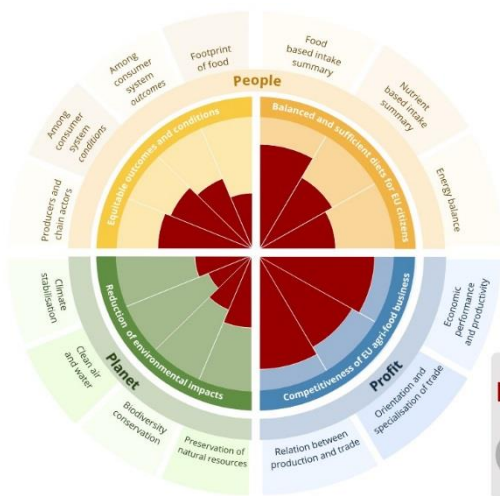 People
Footprint
of food
Among
consumer
system
outcomes
Among
consumer
system
conditions
Producers and
chain actors
Equitable outcomes and conditions
Food
based intake
summary
Nutrient
based intake
summary
Energy balance
Balanced and sufficient diets for EU citizens
Economic
performance
and productivity
Orientation and
specialisation of trade
Relation between
production and trade
Competitiveness of EU agri-food business
Profit
Climate
stabilisation
Clean air
and water
Biodiversity
conservation
Preservation of
natural resources
Reduction of environmental impacts
Planet